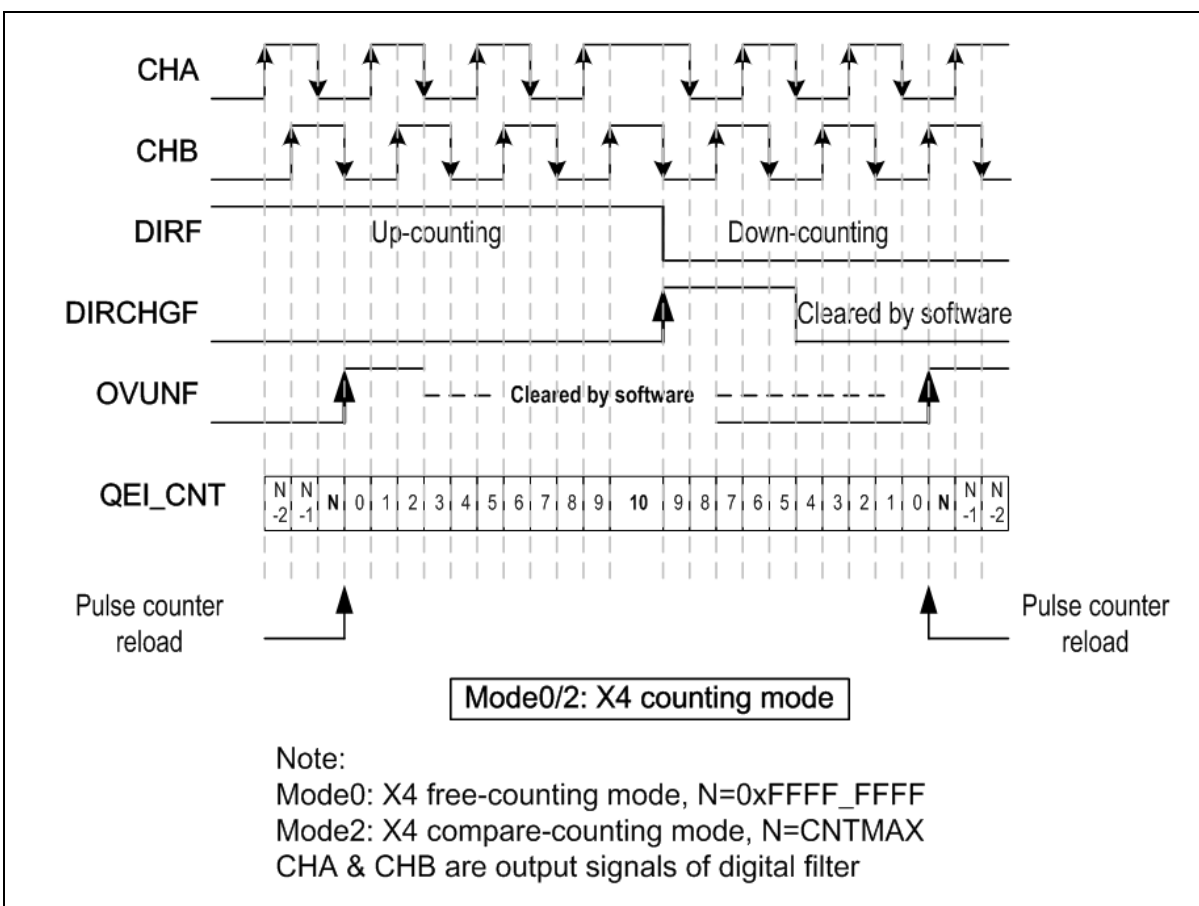 CHA
CHB
DIRF
Up-counting
Down-counting
DIRCHGF
Cleared by software
OVUNF
Cleared by software
QEI_CNT
N-2 N-1 N 0 1 2 3 4 5 6 7 8 9 10 9 8 7 6 5 4 3 2 1 0 N N-1 N-2
Pulse counter
reload
Pulse counter
reload
Mode0/2: X4 counting mode
Note:
Mode0: X4 free-counting mode, N=0xFFFF_FFFF
Mode2: X4 compare-counting mode, N=CNTMAX
CHA & CHB are output signals of digital filter